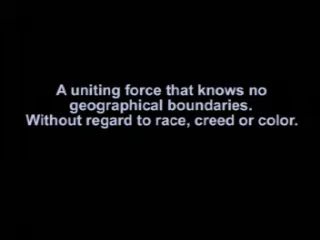 A uniting force that knows no
geographical boundaries.
Without regard to race, creed or color.